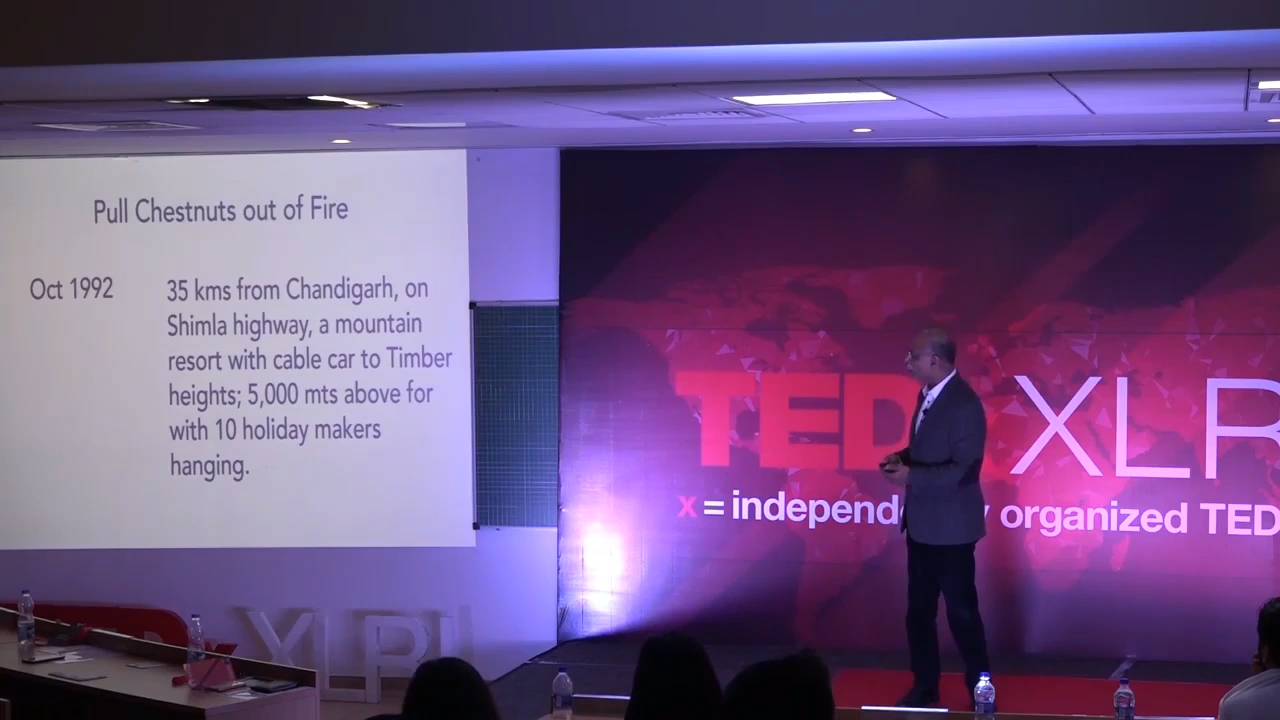 Pull Chestnuts out of Fire
Oct 1992
35 kms from Chandigarh, on
Shimla highway, a mountain
resort with cable car to Timber
heights; 5,000 mts above for
with 10 holiday makers
hanging.
TED XLR
x = independ y organized TED
XLRI